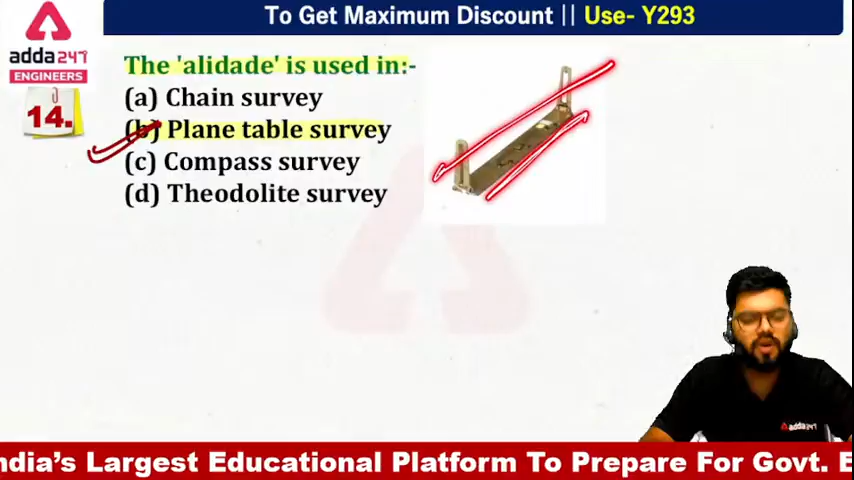 To Get Maximum Discount || Use- Y293
adda247
ENGINEERS
14.
The 'alidade' is used in:-
(a) Chain survey
(b) Plane table survey
(c) Compass survey
(d) Theodolite survey
adda247
ndia's Largest Educational Platform To Prepare For Govt. E